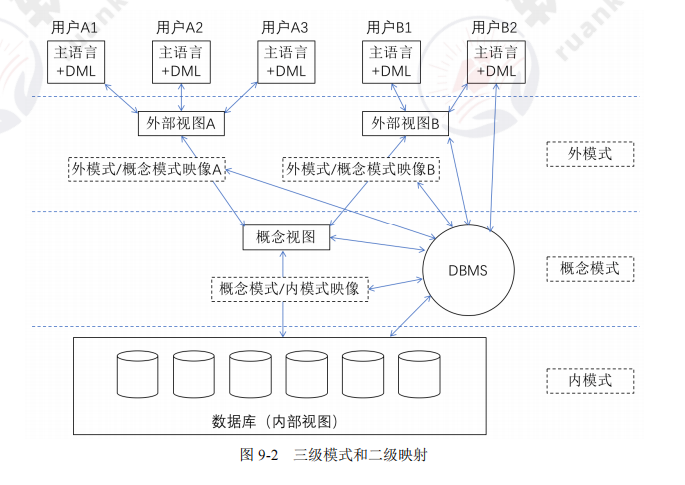 用户A1 用户A2 用户A3 用户B1 用户B2
主语言 主语言 主语言 主语言 主语言
+DML +DML +DML +DML +DML
外部视图A 外部视图B
外模式
外模式/概念模式映像A 外模式/概念模式映像B
概念视图
DBMS
概念模式
概念模式/内模式映像
内模式
数据库（内部视图）
图 9-2 三级模式和二级映射
ruank